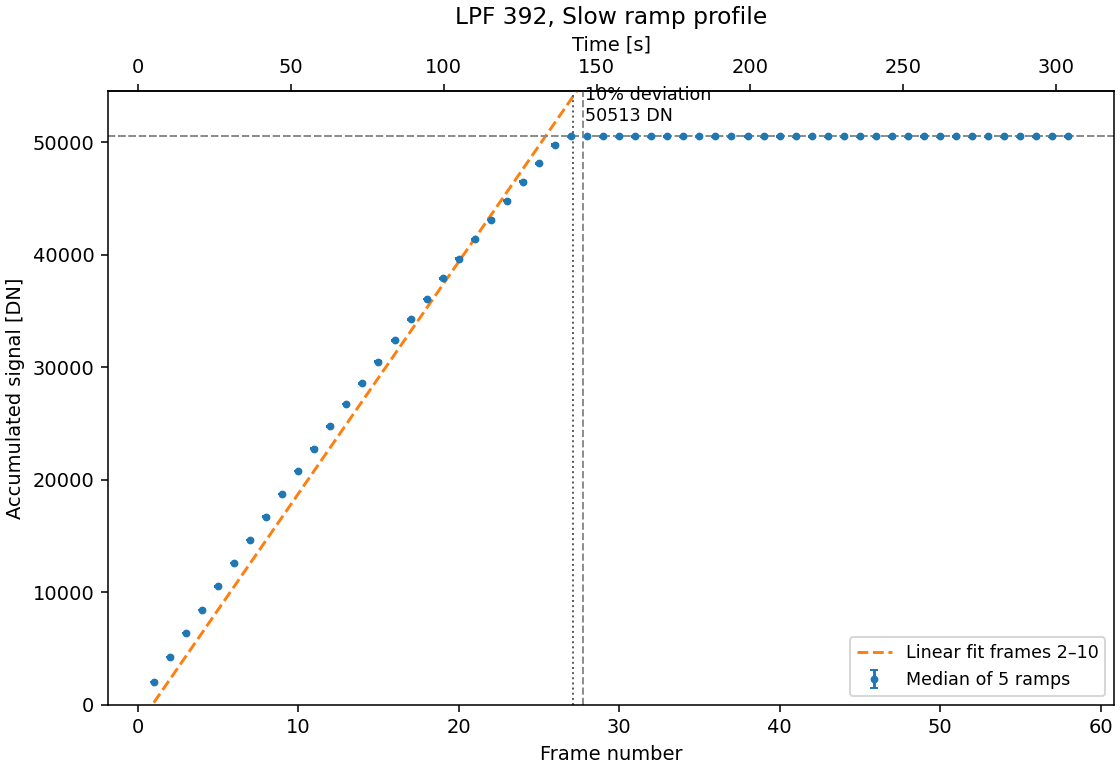 LPF 392, Slow ramp profile
Time [s]
0 50 100 150 200 250 300
10% deviation
50513 DN
Accumulated signal [DN]
50000
40000
30000
20000
10000
0
Linear fit frames 2–10
Median of 5 ramps
0 10 20 30 40 50 60
Frame number